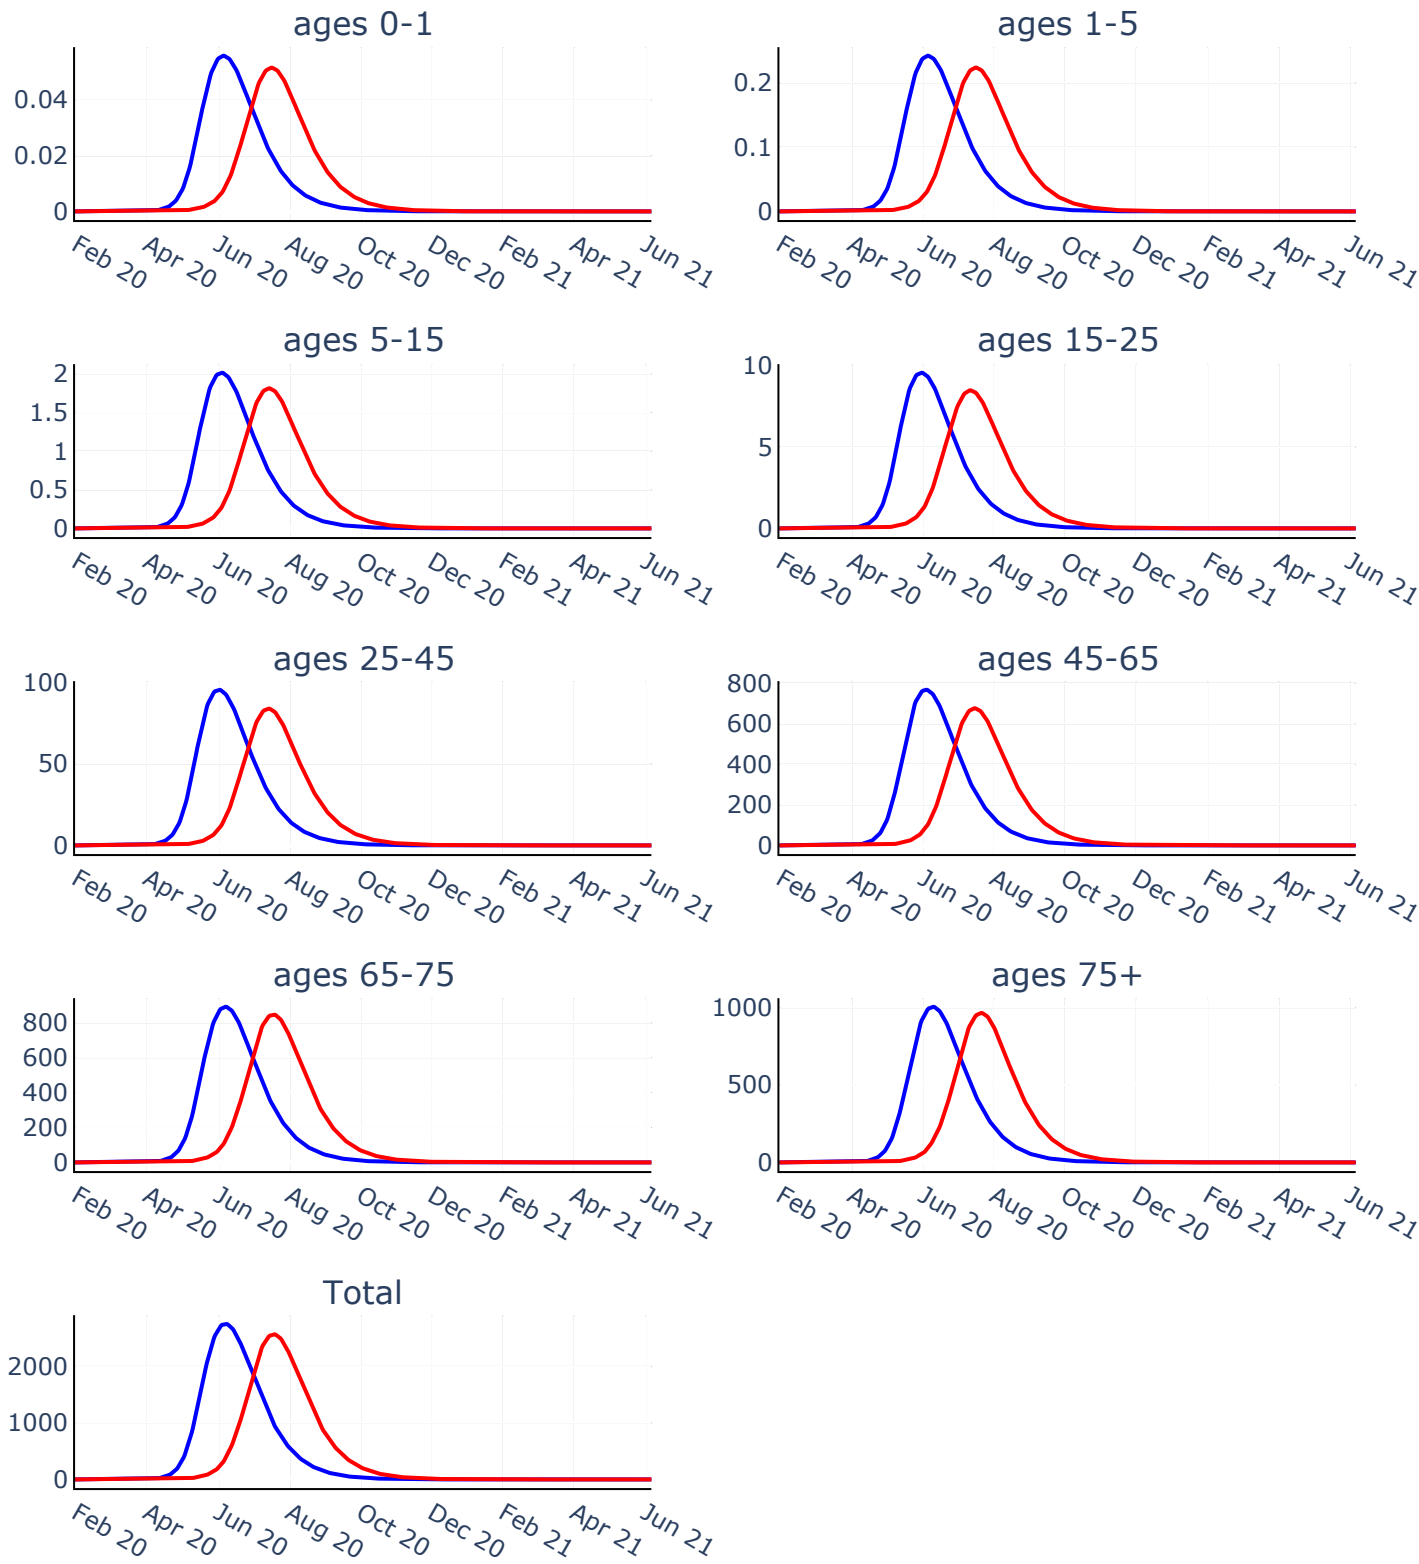 ages 0-1
0.04
0.02
0
Feb 20 Apr 20 Jun 20 Aug 20 Oct 20 Dec 20 Feb 21 Apr 21 Jun 21
ages 1-5
0.2
0.1
0
Feb 20 Apr 20 Jun 20 Aug 20 Oct 20 Dec 20 Feb 21 Apr 21 Jun 21
ages 5-15
2
1.5
1
0.5
0
Feb 20 Apr 20 Jun 20 Aug 20 Oct 20 Dec 20 Feb 21 Apr 21 Jun 21
ages 15-25
10
5
0
Feb 20 Apr 20 Jun 20 Aug 20 Oct 20 Dec 20 Feb 21 Apr 21 Jun 21
ages 25-45
100
50
0
Feb 20 Apr 20 Jun 20 Aug 20 Oct 20 Dec 20 Feb 21 Apr 21 Jun 21
ages 45-65
800
600
400
200
0
Feb 20 Apr 20 Jun 20 Aug 20 Oct 20 Dec 20 Feb 21 Apr 21 Jun 21
ages 65-75
800
600
400
200
0
Feb 20 Apr 20 Jun 20 Aug 20 Oct 20 Dec 20 Feb 21 Apr 21 Jun 21
ages 75+
1000
500
0
Feb 20 Apr 20 Jun 20 Aug 20 Oct 20 Dec 20 Feb 21 Apr 21 Jun 21
Total
2000
1000
0
Feb 20 Apr 20 Jun 20 Aug 20 Oct 20 Dec 20 Feb 21 Apr 21 Jun 21